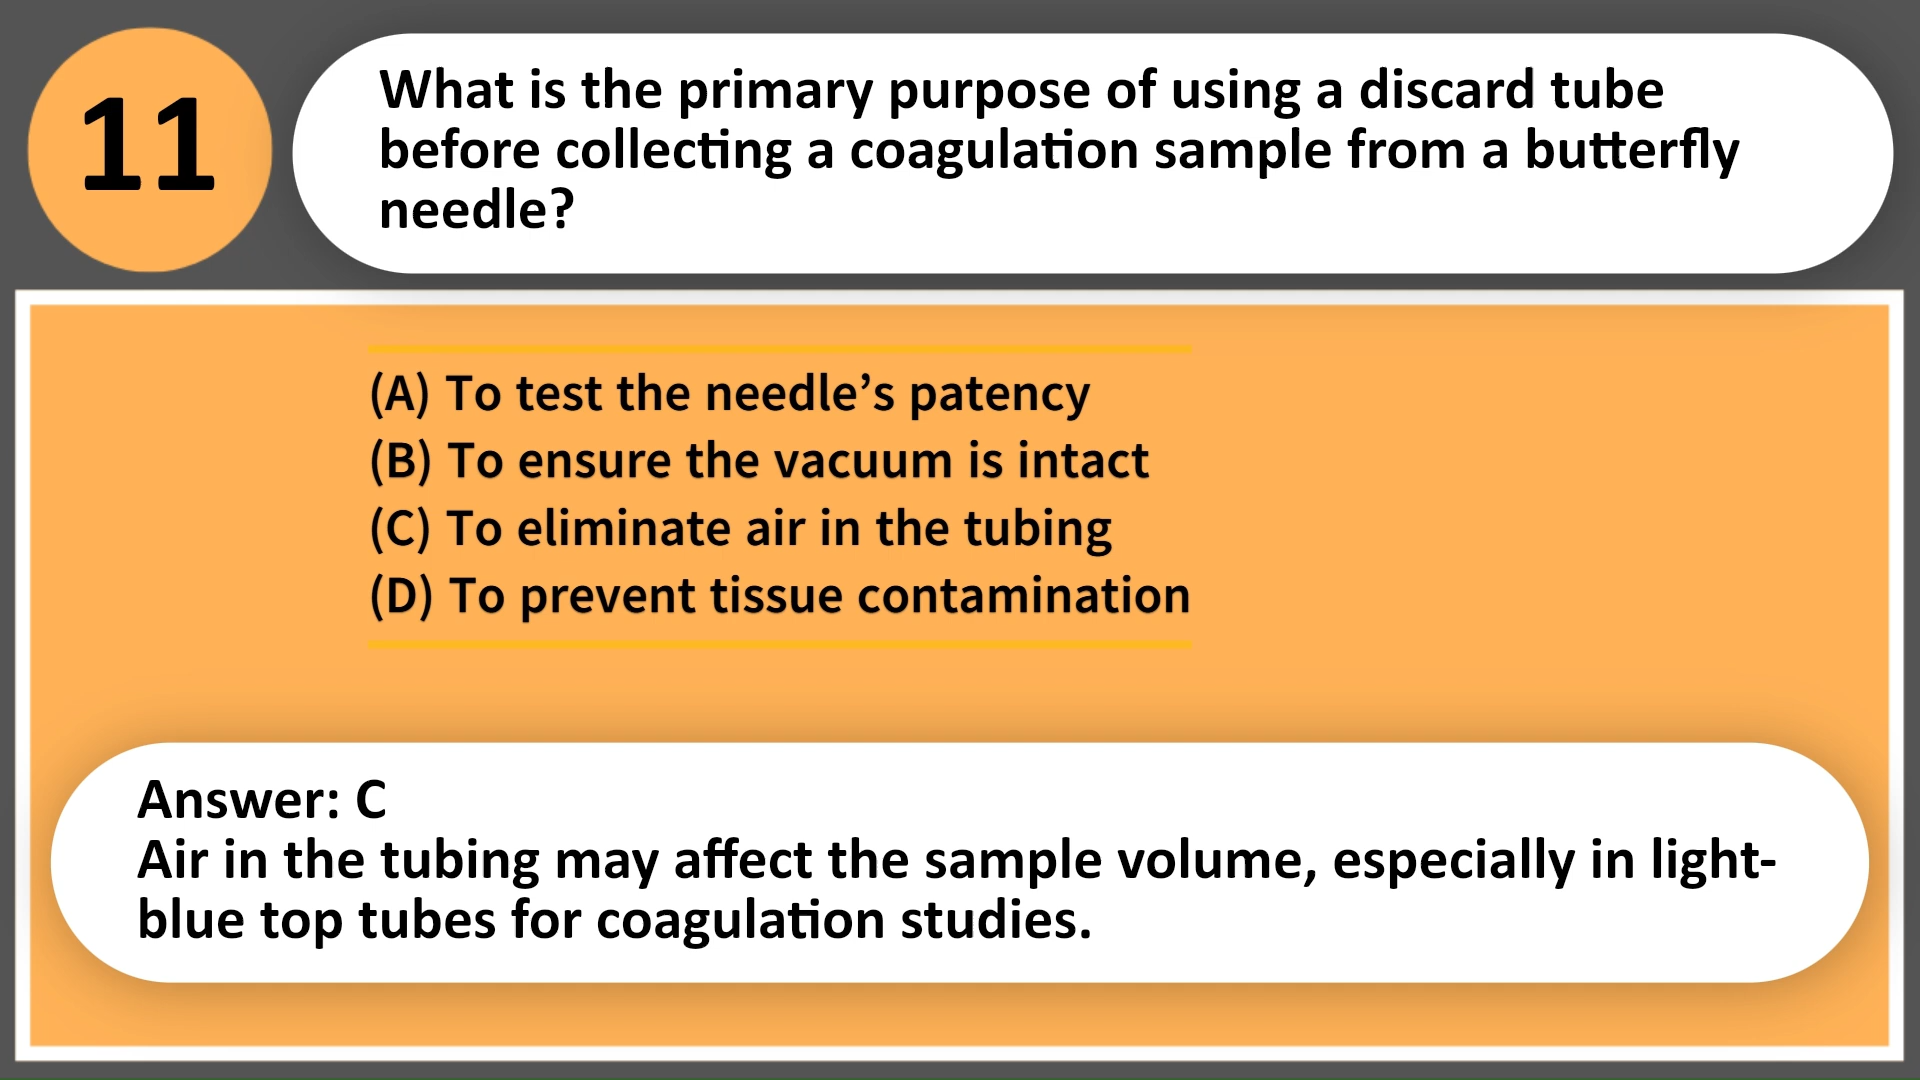 11
What is the primary purpose of using a discard tube
before collecting a coagulation sample from a butterfly
needle?
(A) To test the needle’s patency
(B) To ensure the vacuum is intact
(C) To eliminate air in the tubing
(D) To prevent tissue contamination
Answer: C
Air in the tubing may affect the sample volume, especially in light-
blue top tubes for coagulation studies.